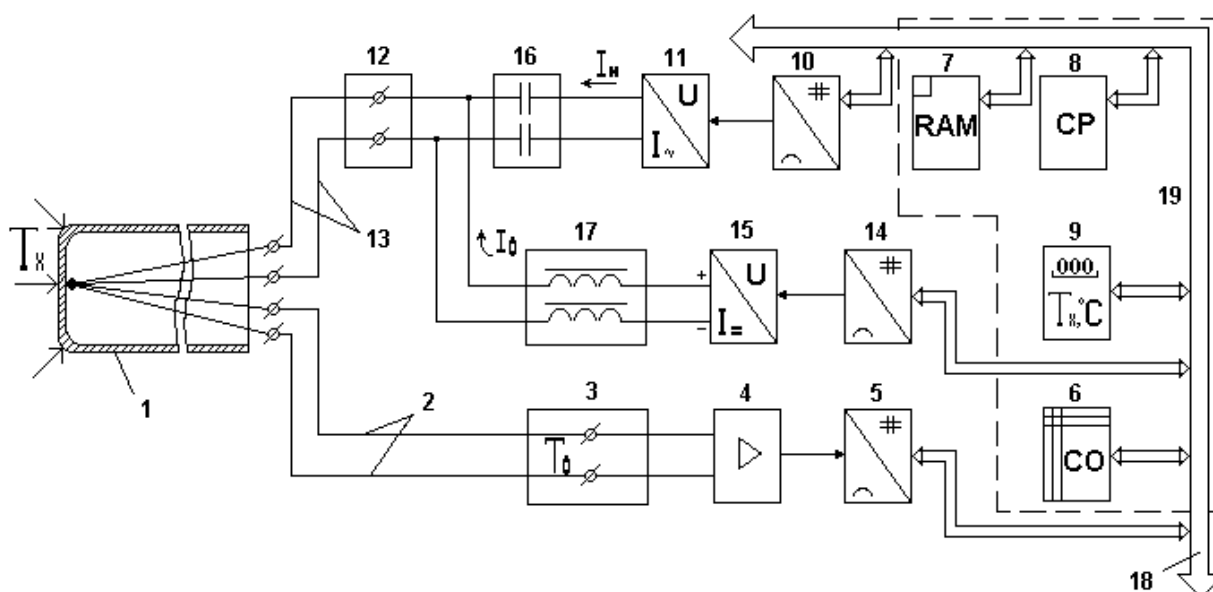 12 16 11 10 7 8
Iн
U
I~
#
RAM
CP
19
Tx
13
I0
17 15 14 9
+
U
−
I=
#
000
Tx,°C
1
2
3 4 5 6
T0
▷
#
CO
18